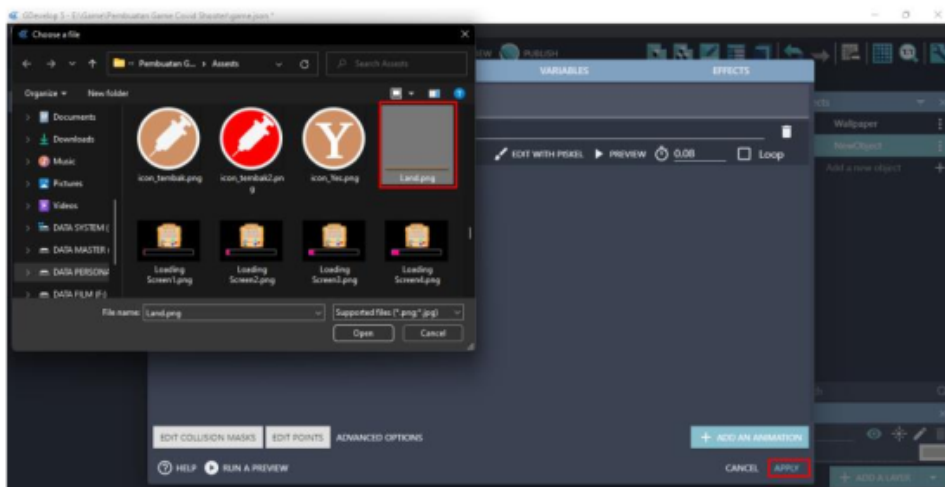 GDevelop 5 - E:\Game\Pembuatan Game Covid Shooter\game.json *
Choose a file
Pembuatan G... > Assests
Search Assests
PUBLISH
Organize
New folder
VARIABLES
EFFECTS
Documents
Downloads
Music
Pictures
Videos
DATA SYSTEM (
DATA MASTER
DATA PERSONA
DATA FILM (F:)
icon_tembak.png
icon_tembak2.pn
g
icon_Yes.png
Land.png
Loading
Screen1.png
Loading
Screen2.png
Loading
Screen3.png
Loading
Screen4.png
File name:
Land.png
Supported files (*.png;*.jpg)
Open
Cancel
EDIT WITH PISKEL
PREVIEW
0.08
Loop
Wallpaper
NewObject
Add a new object
EDIT COLLISION MASKS
EDIT POINTS
ADVANCED OPTIONS
+ ADD AN ANIMATION
HELP
RUN A PREVIEW
CANCEL
APPLY
+ ADD A LAYER